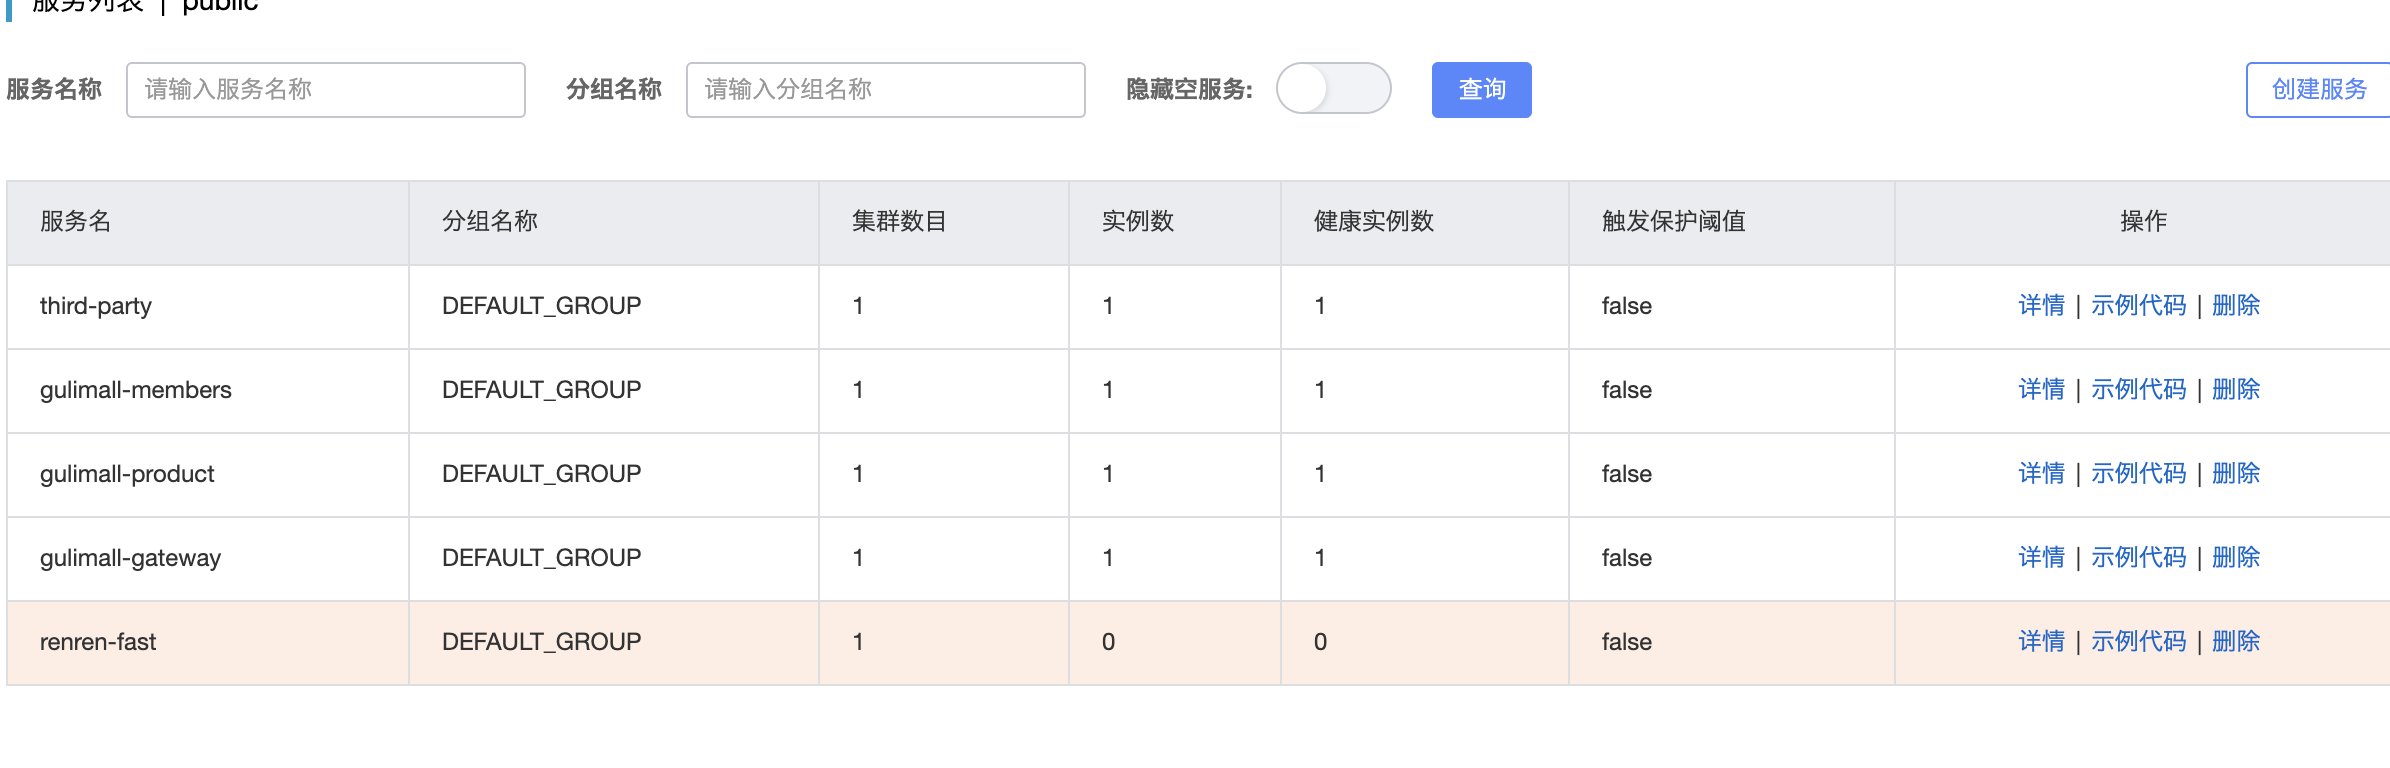 服务列表 | public
服务名称 请输入服务名称 分组名称 请输入分组名称 隐藏空服务: 查询 创建服务
服务名 分组名称 集群数目 实例数 健康实例数 触发保护阈值 操作
third-party DEFAULT_GROUP 1 1 1 false 详情 | 示例代码 | 删除
gulimall-members DEFAULT_GROUP 1 1 1 false 详情 | 示例代码 | 删除
gulimall-product DEFAULT_GROUP 1 1 1 false 详情 | 示例代码 | 删除
gulimall-gateway DEFAULT_GROUP 1 1 1 false 详情 | 示例代码 | 删除
renren-fast DEFAULT_GROUP 1 0 0 false 详情 | 示例代码 | 删除